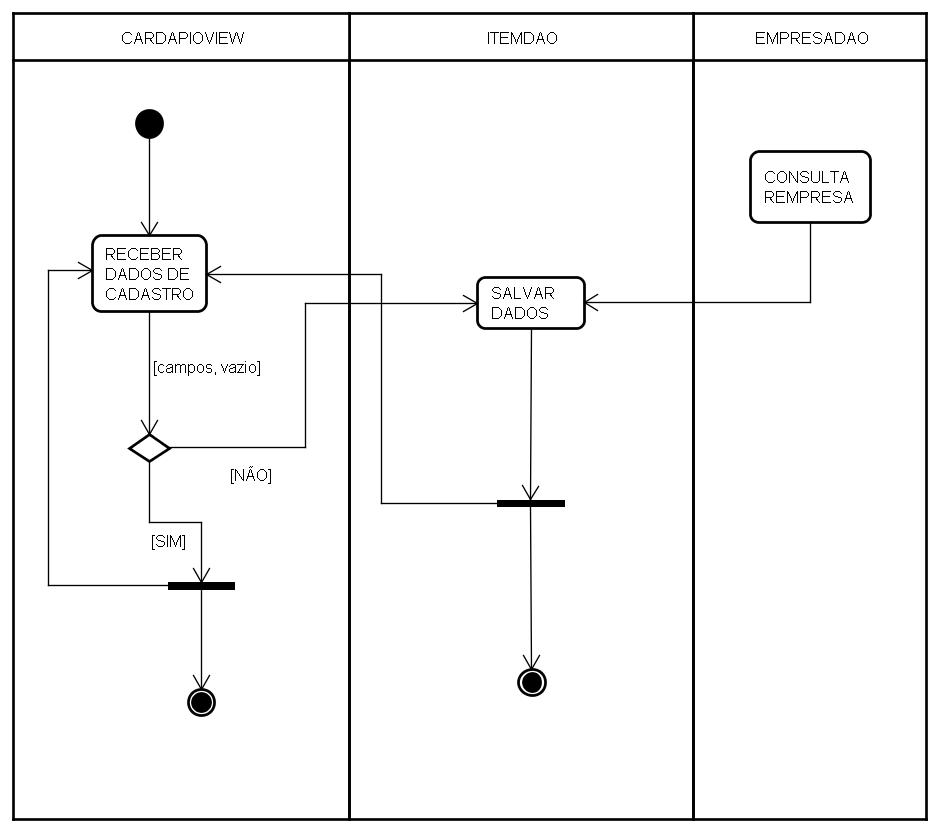 CARDAPIOVIEW
ITEMDAO
EMPRESADAO
CONSULTA
REMPRESA
RECEBER
DADOS DE
CADASTRO
SALVAR
DADOS
[campos, vazio]
[NÃO]
[SIM]